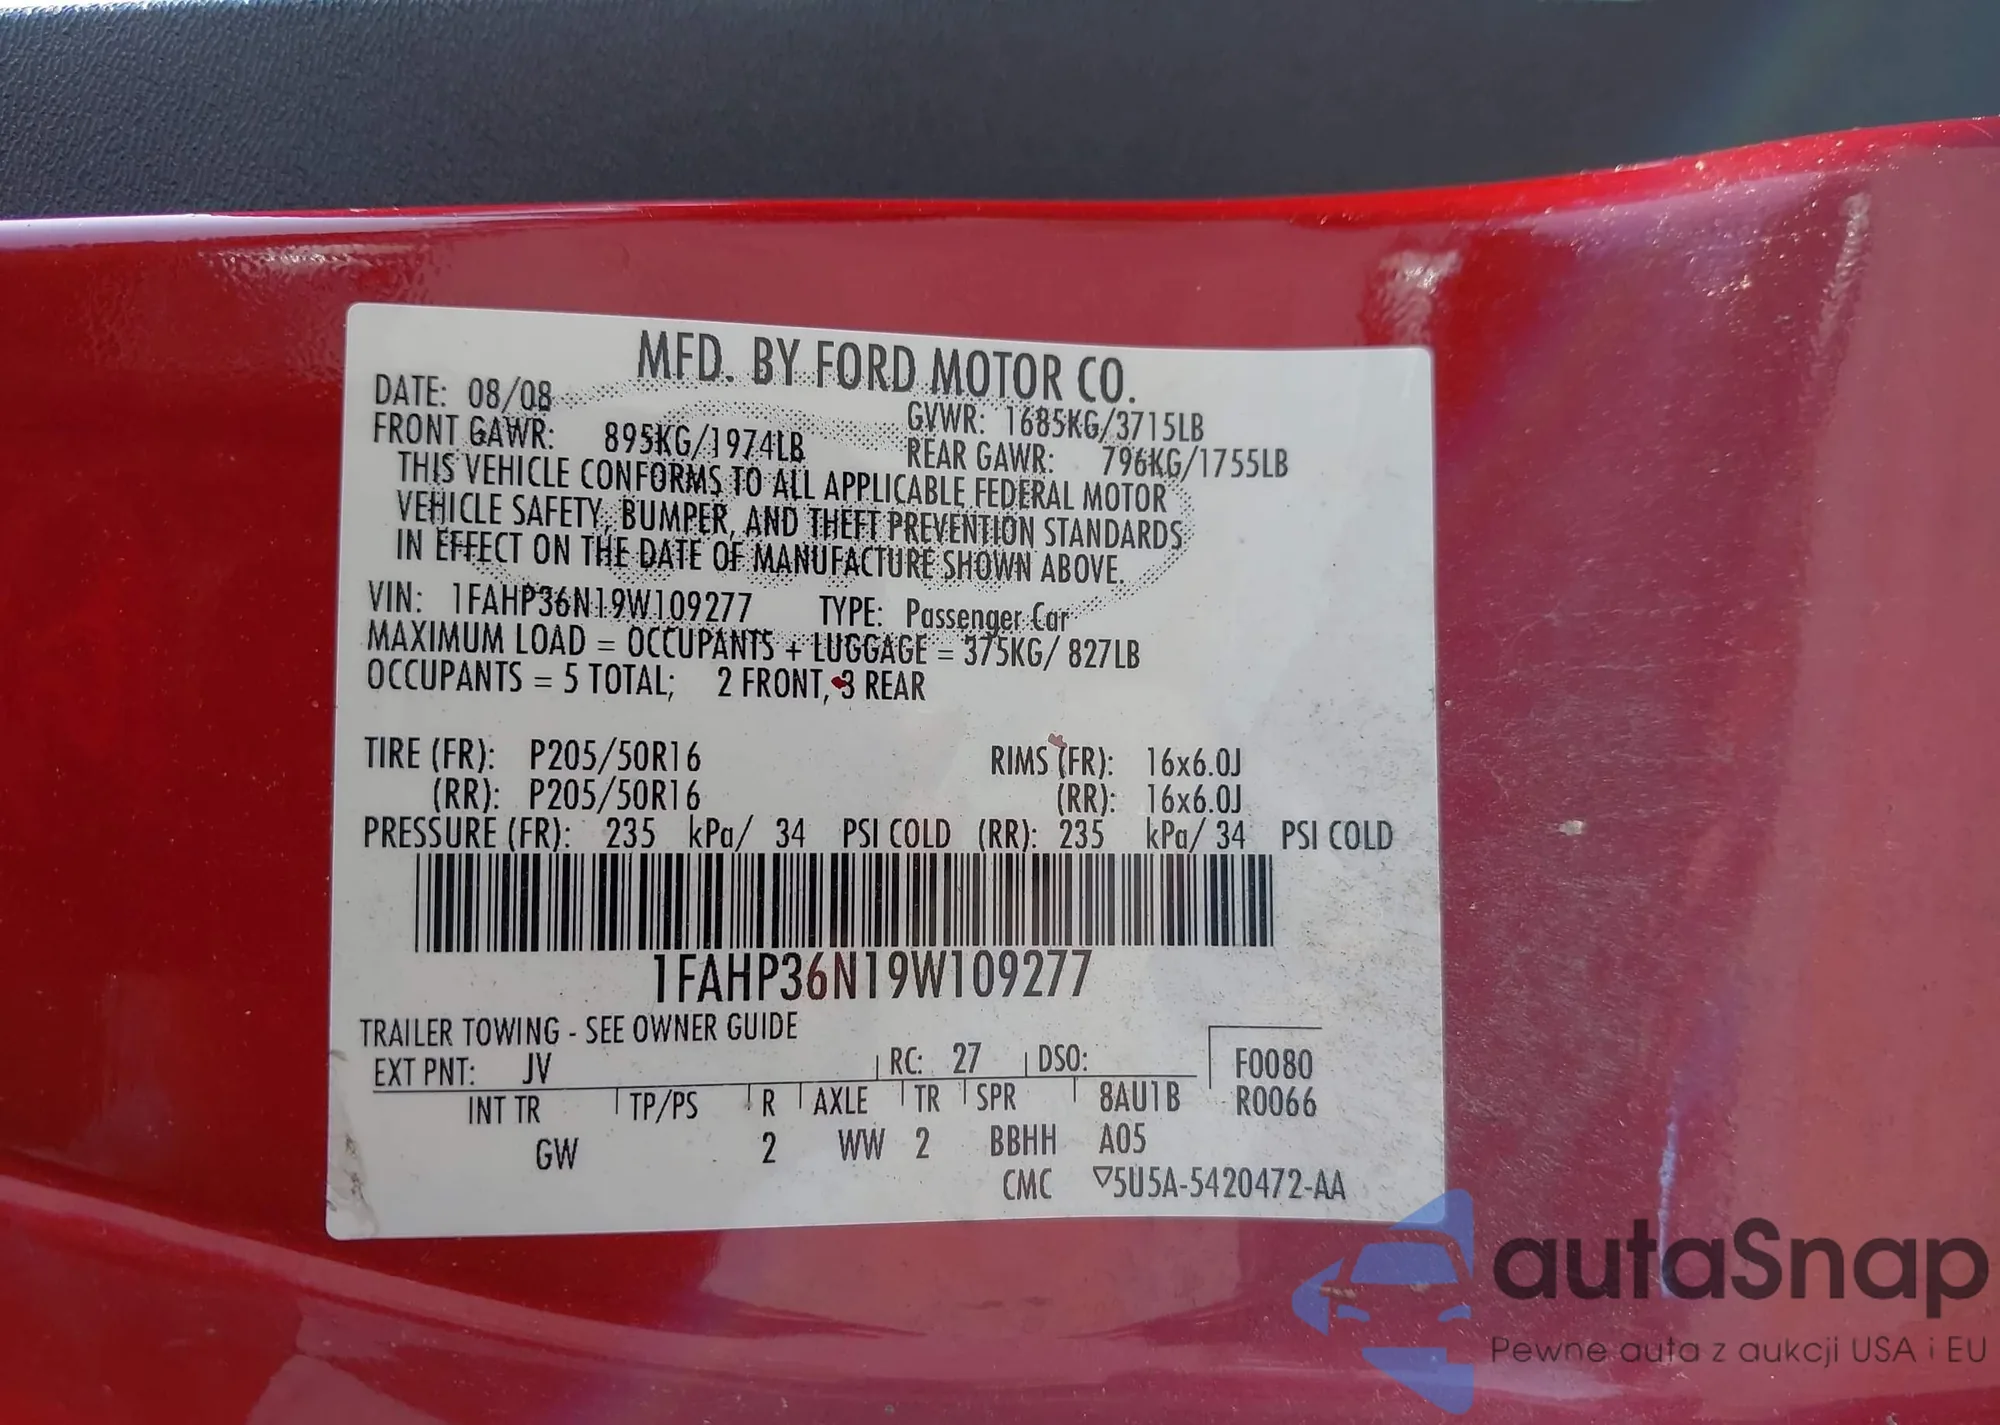 MFD. BY FORD MOTOR CO.
DATE: 08/08 GVWR: 1685KG/3715LB
FRONT GAWR: 895KG/1974LB REAR GAWR: 796KG/1755LB
THIS VEHICLE CONFORMS TO ALL APPLICABLE FEDERAL MOTOR
VEHICLE SAFETY, BUMPER, AND THEFT PREVENTION STANDARDS
IN EFFECT ON THE DATE OF MANUFACTURE SHOWN ABOVE.
VIN: 1FAHP36N19W109277 TYPE: Passenger Car
MAXIMUM LOAD = OCCUPANTS + LUGGAGE = 375KG/ 827LB
OCCUPANTS = 5 TOTAL; 2 FRONT, 3 REAR
TIRE (FR): P205/50R16 RIMS (FR): 16x6.0J
(RR): P205/50R16 (RR): 16x6.0J
PRESSURE (FR): 235 kPa/ 34 PSI COLD (RR): 235 kPa/ 34 PSI COLD
1FAHP36N19W109277
TRAILER TOWING - SEE OWNER GUIDE
EXT PNT: JV RC: 27 DSO: F0080
INT TR TP/PS R AXLE TR SPR 8AU1B R0066
GW 2 WW 2 BBHH A05
CMC ▽5U5A-5420472-AA
autaSnap
Pewne auta z aukcji USA i EU